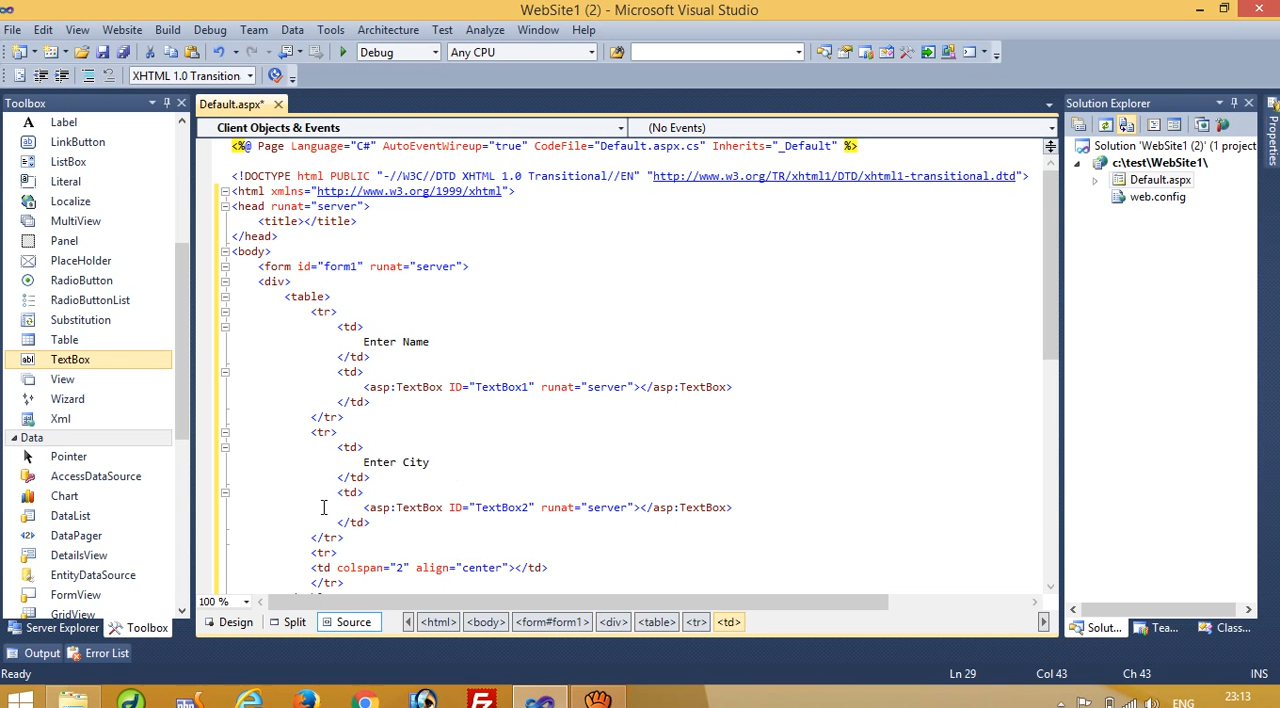 WebSite1 (2) - Microsoft Visual Studio
File Edit View Website Build Debug Team Data Tools Architecture Test Analyze Window Help
Debug Any CPU
XHTML 1.0 Transition
Toolbox
Default.aspx*
Solution Explorer
Properties
Client Objects & Events
(No Events)
Label
LinkButton
ListBox
Literal
Localize
MultiView
Panel
PlaceHolder
RadioButton
RadioButtonList
Substitution
Table
TextBox
View
Wizard
Xml
Data
Pointer
AccessDataSource
Chart
DataList
DataPager
DetailsView
EntityDataSource
FormView
GridView
<%@ Page Language="C#" AutoEventWireup="true" CodeFile="Default.aspx.cs" Inherits="_Default" %>
<!DOCTYPE html PUBLIC "-//W3C//DTD XHTML 1.0 Transitional//EN" "http://www.w3.org/TR/xhtml1/DTD/xhtml1-transitional.dtd">
<html xmlns="http://www.w3.org/1999/xhtml">
<head runat="server">
<title></title>
</head>
<body>
<form id="form1" runat="server">
<div>
<table>
<tr>
<td>
Enter Name
</td>
<td>
<asp:TextBox ID="TextBox1" runat="server"></asp:TextBox>
</td>
</tr>
<tr>
<td>
Enter City
</td>
<td>
<asp:TextBox ID="TextBox2" runat="server"></asp:TextBox>
</td>
</tr>
<tr>
<td colspan="2" align="center"></td>
</tr>
Solution 'WebSite1 (2)' (1 project
c:\test\WebSite1\
Default.aspx
web.config
100 %
Design Split Source <html> <body> <form#form1> <div> <table> <tr> <td>
Server Explorer Toolbox
Solut... Tea... Class...
Output Error List
Ready Ln 29 Col 43 Ch 43 INS
ENG 23:13